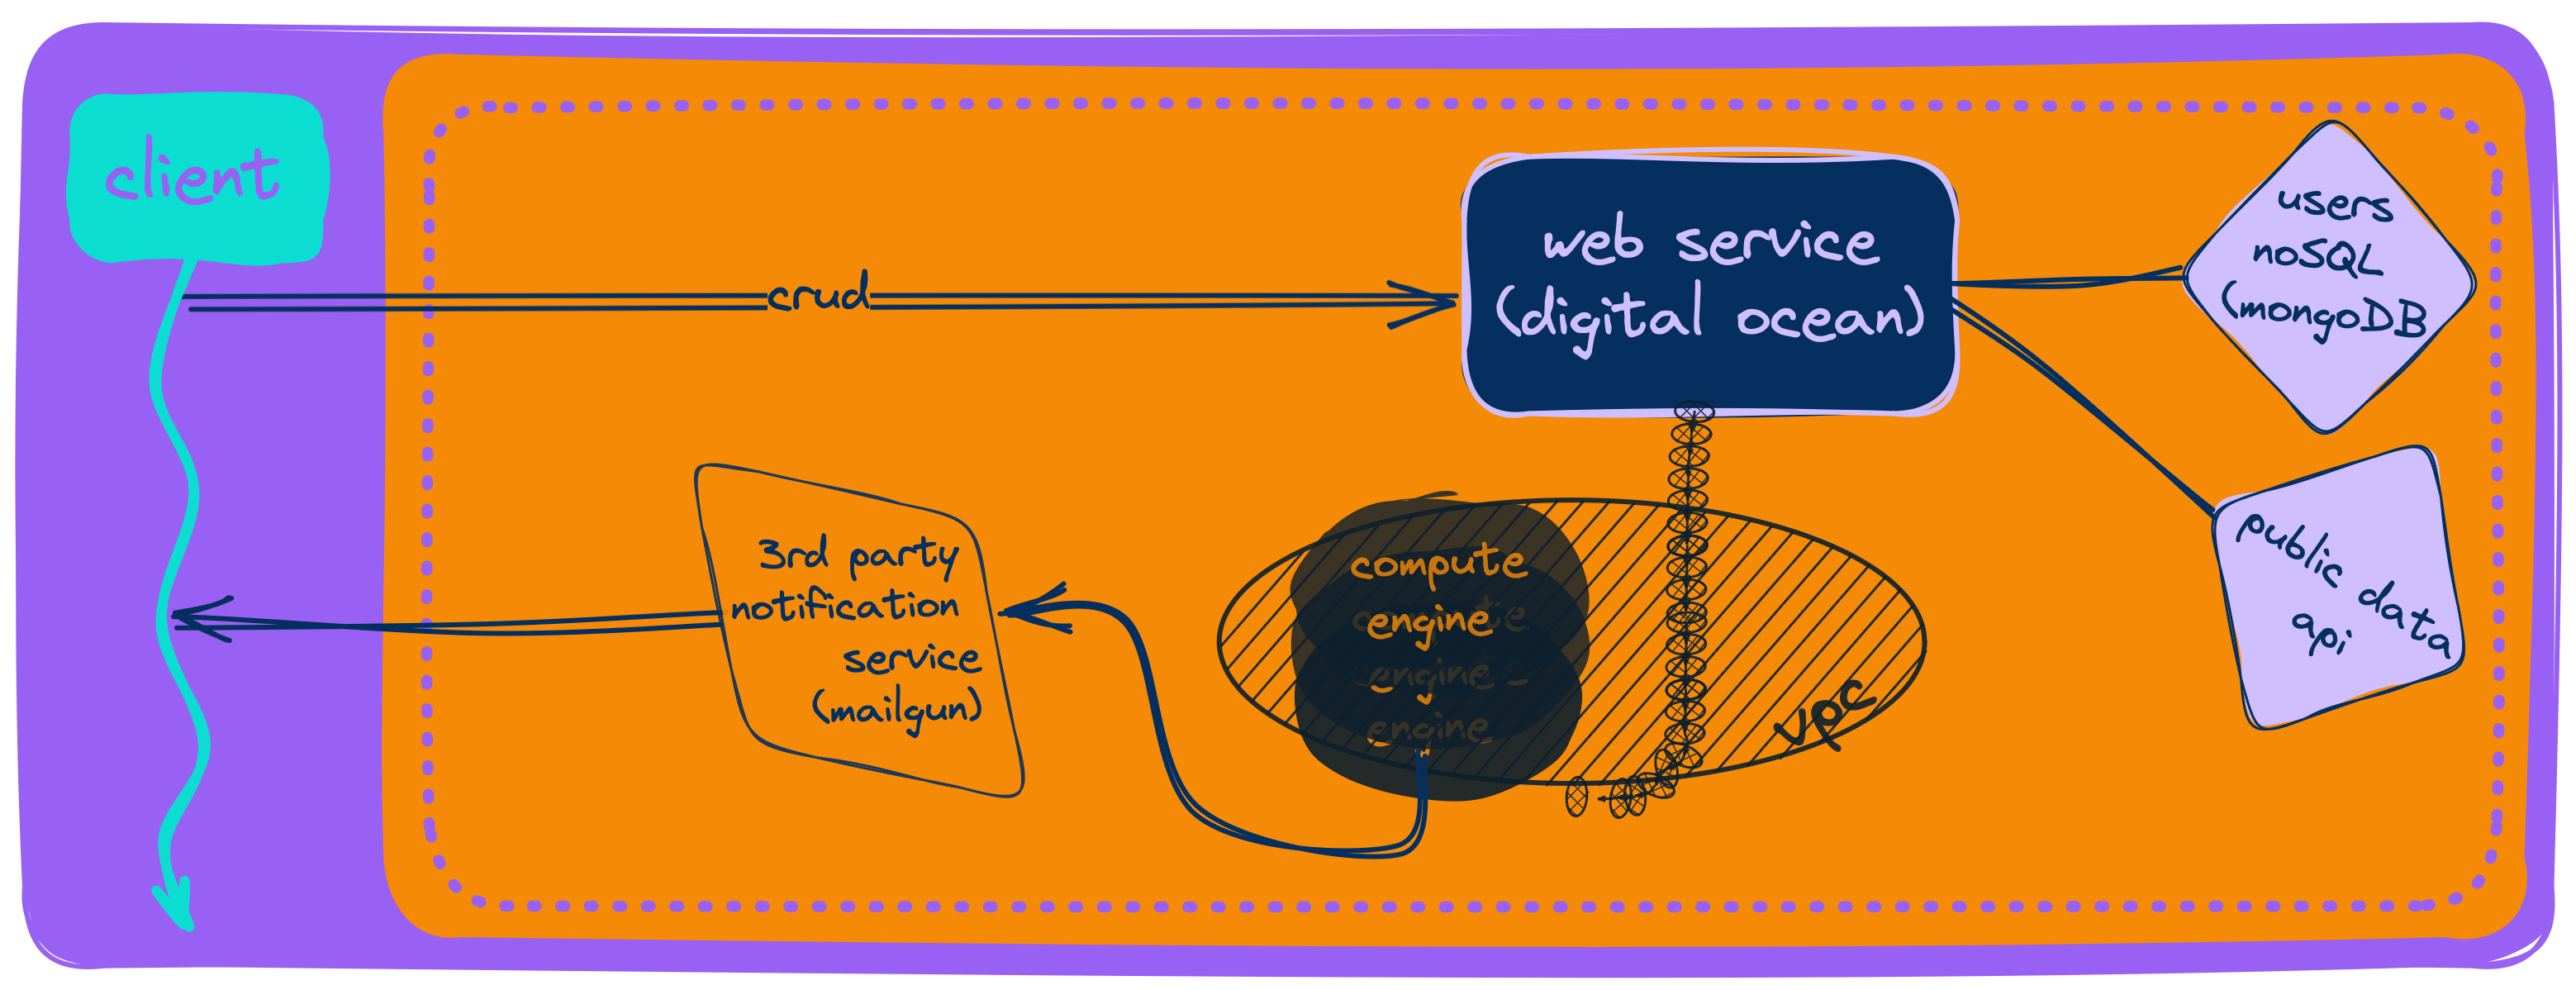 client
crud
web service
(digital ocean)
users
noSQL
(mongoDB
public data
api
3rd party
notification
service
(mailgun)
compute
engine
engine
engine
vpc